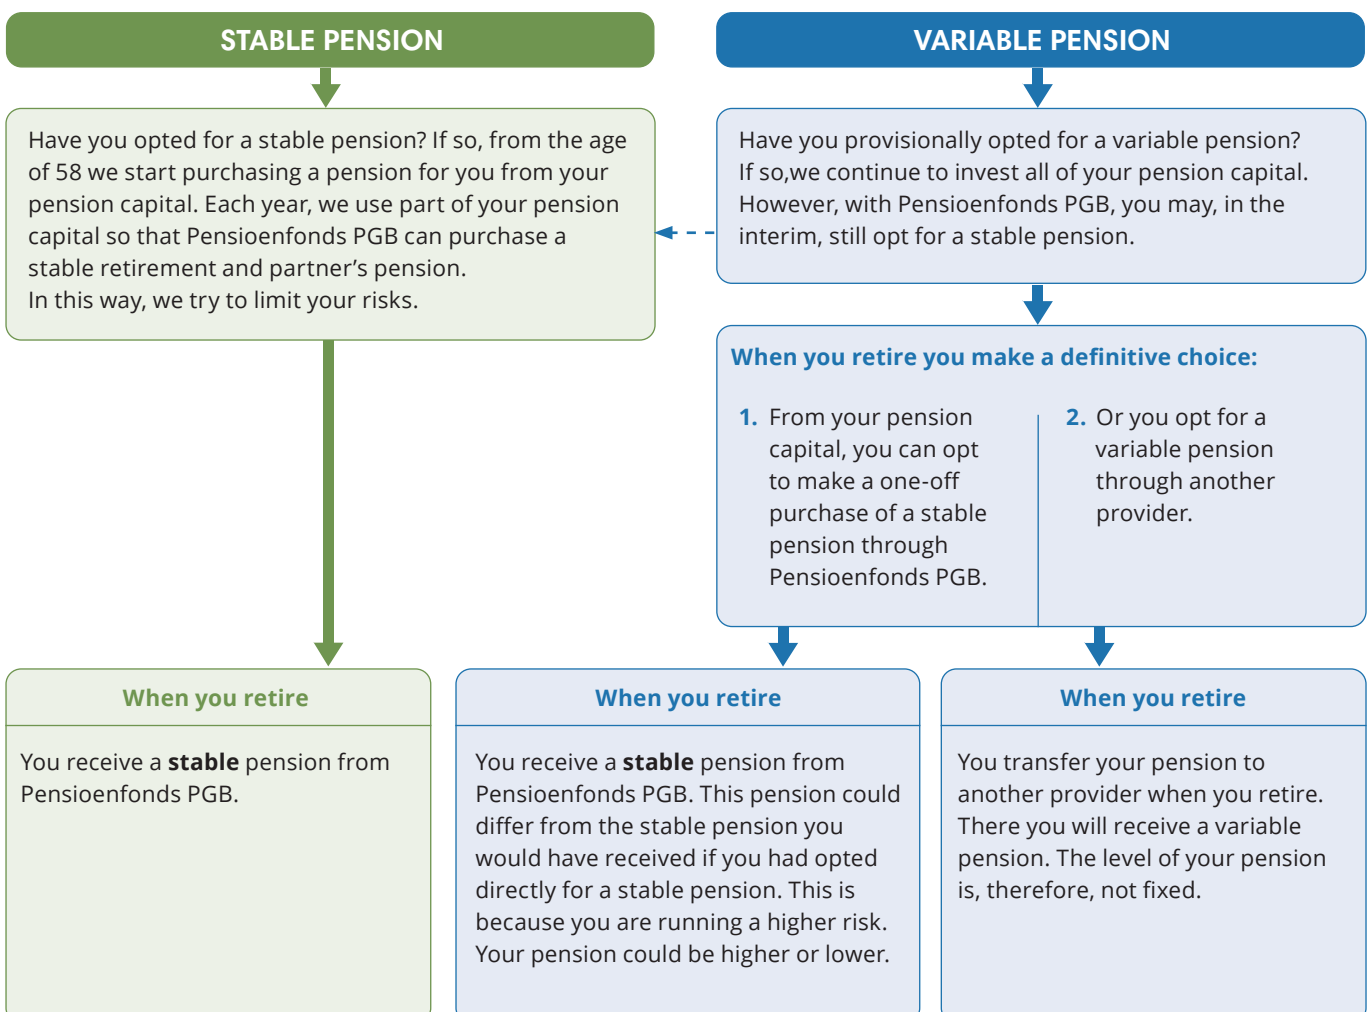 STABLE PENSION
Have you opted for a stable pension? If so, from the age
of 58 we start purchasing a pension for you from your
pension capital. Each year, we use part of your pension
capital so that Pensioenfonds PGB can purchase a
stable retirement and partner’s pension.
In this way, we try to limit your risks.
VARIABLE PENSION
Have you provisionally opted for a variable pension?
If so,we continue to invest all of your pension capital.
However, with Pensioenfonds PGB, you may, in the
interim, still opt for a stable pension.
When you retire you make a definitive choice:
1. From your pension
capital, you can opt
to make a one-off
purchase of a stable
pension through
Pensioenfonds PGB.
2. Or you opt for a
variable pension
through another
provider.
When you retire
You receive a stable pension from
Pensioenfonds PGB.
When you retire
You receive a stable pension from
Pensioenfonds PGB. This pension could
differ from the stable pension you
would have received if you had opted
directly for a stable pension. This is
because you are running a higher risk.
Your pension could be higher or lower.
When you retire
You transfer your pension to
another provider when you retire.
There you will receive a variable
pension. The level of your pension
is, therefore, not fixed.